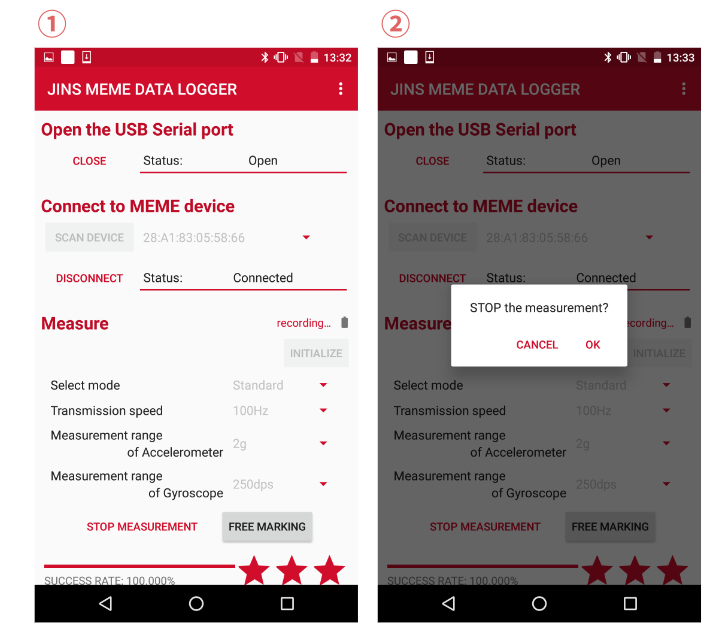 ①
13:32
JINS MEME DATA LOGGER
Open the USB Serial port
CLOSE Status: Open
Connect to MEME device
SCAN DEVICE 28:A1:83:05:58:66
DISCONNECT Status: Connected
Measure recording...
INITIALIZE
Select mode Standard
Transmission speed 100Hz
Measurement range
of Accelerometer 2g
Measurement range
of Gyroscope 250dps
STOP MEASUREMENT FREE MARKING
SUCCESS RATE: 100.000%
②
13:33
JINS MEME DATA LOGGER
Open the USB Serial port
CLOSE Status: Open
Connect to MEME device
SCAN DEVICE 28:A1:83:05:58:66
DISCONNECT Status: Connected
STOP the measurement?
CANCEL OK
Measure ecording...
INITIALIZE
Select mode Standard
Transmission speed 100Hz
Measurement range
of Accelerometer 2g
Measurement range
of Gyroscope 250dps
STOP MEASUREMENT FREE MARKING
SUCCESS RATE: 100.000%